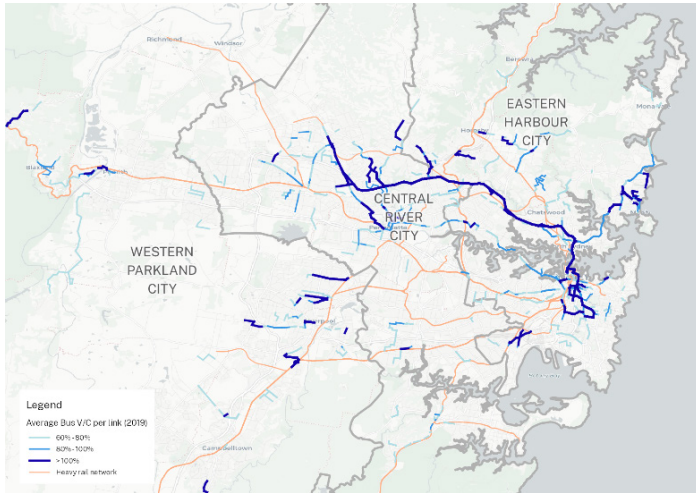 Richmond
Windsor
EASTERN
HARBOUR
CITY
Chatswood
CENTRAL
RIVER
CITY
WESTERN
PARKLAND
CITY
Campbelltown
Legend
Average Bus V/C per link (2019)
60%-80%
80%-100%
>100%
Heavy rail network